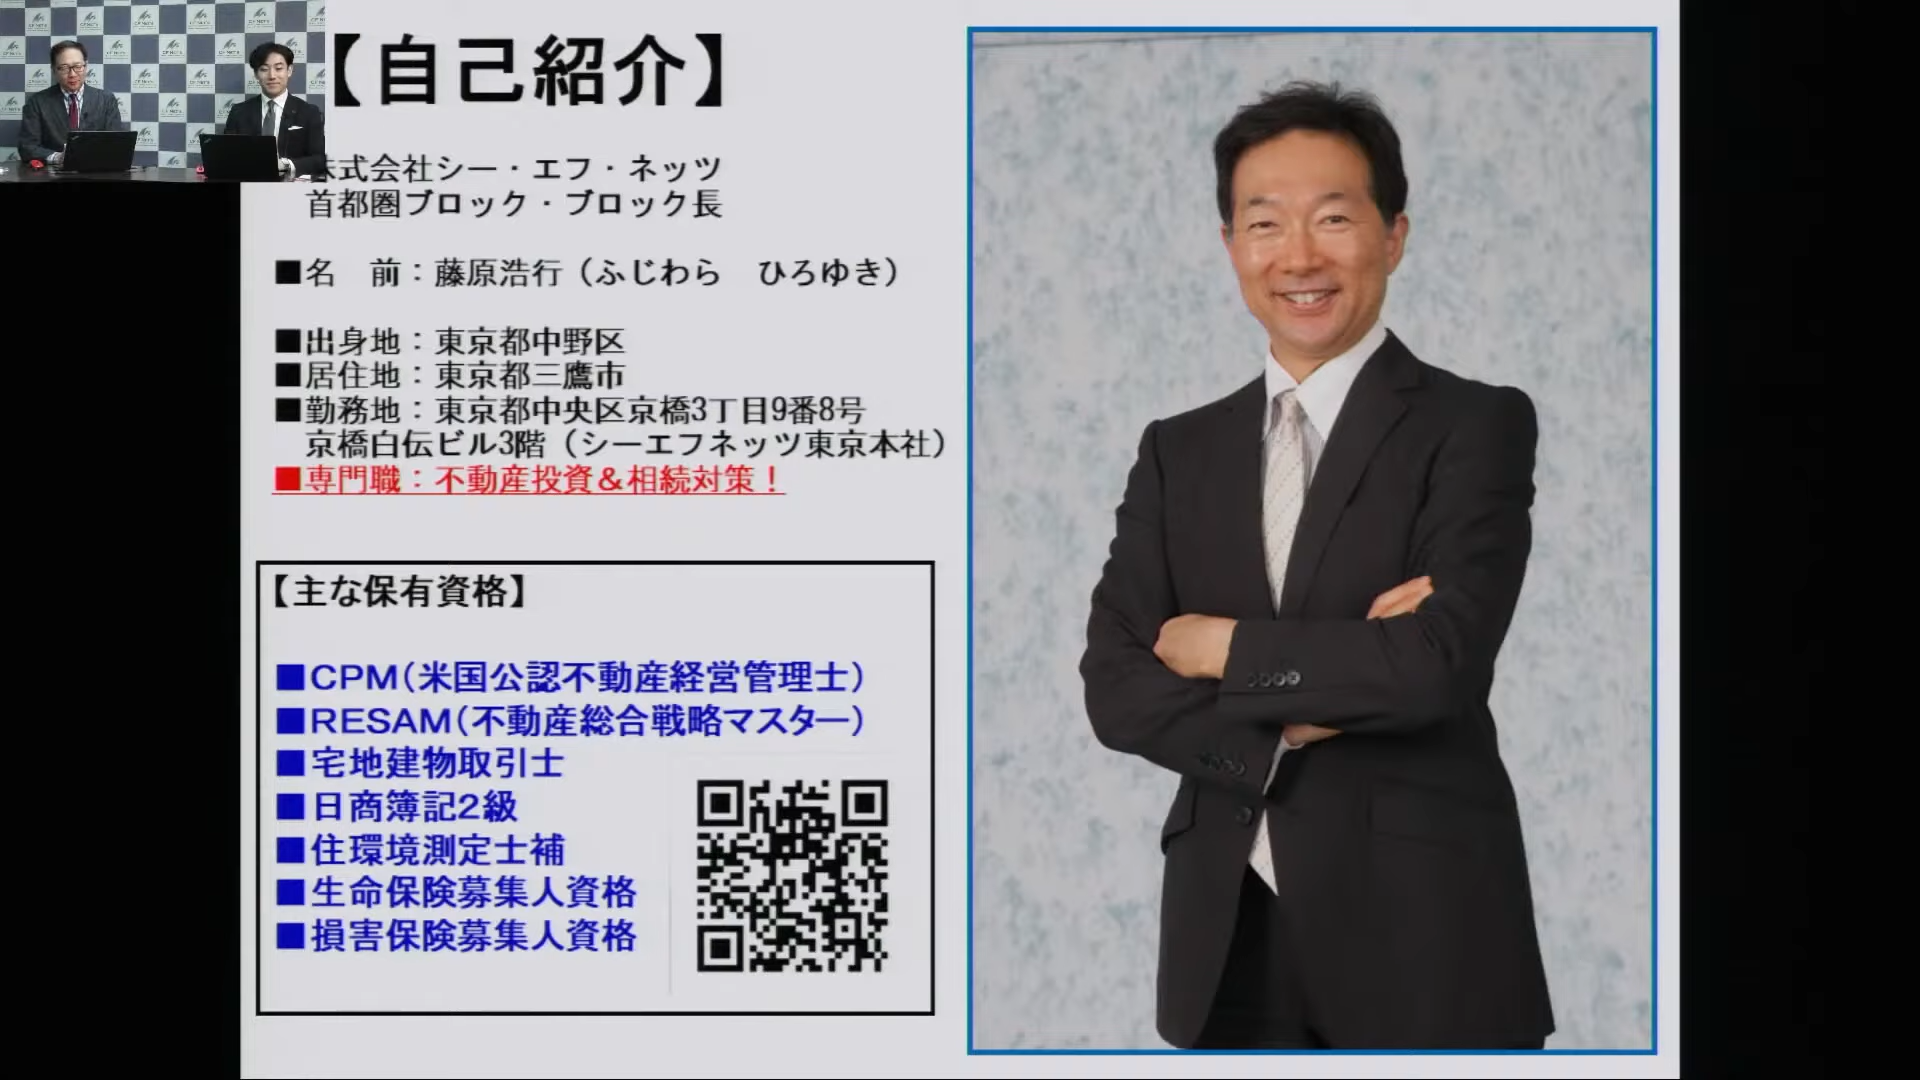 【自己紹介】
株式会社シー・エフ・ネッツ
首都圏ブロック・ブロック長
■名　前：藤原浩行（ふじわら　ひろゆき）
■出身地：東京都中野区
■居住地：東京都三鷹市
■勤務地：東京都中央区京橋3丁目9番8号
京橋白伝ビル3階（シーエフネッツ東京本社）
■専門職：不動産投資＆相続対策！
【主な保有資格】
■CPM（米国公認不動産経営管理士）
■RESAM（不動産総合戦略マスター）
■宅地建物取引士
■日商簿記2級
■住環境測定士補
■生命保険募集人資格
■損害保険募集人資格